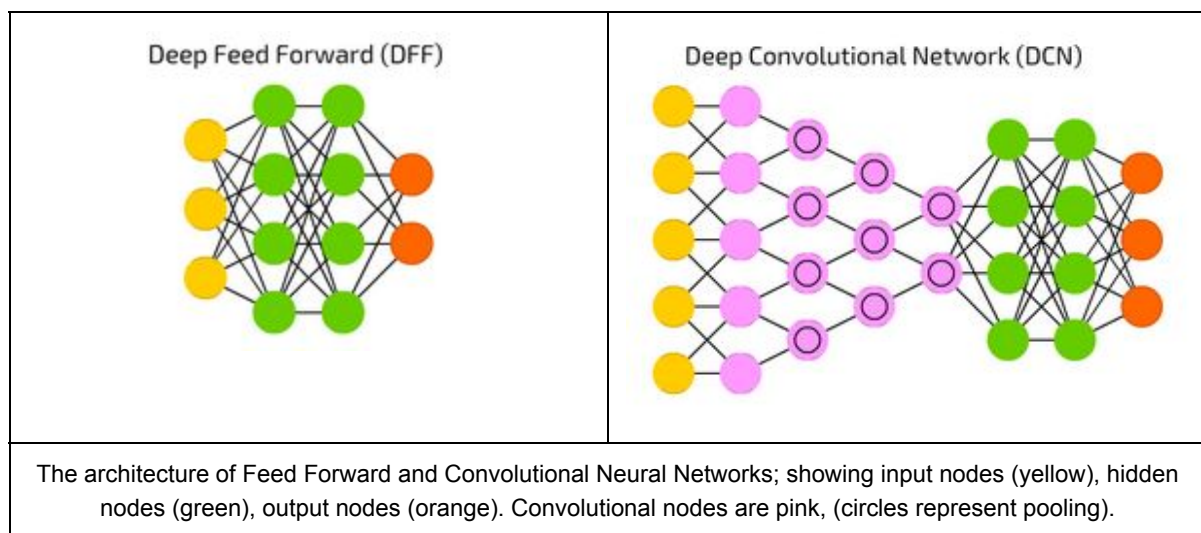 Deep Feed Forward (DFF)
Deep Convolutional Network (DCN)
The architecture of Feed Forward and Convolutional Neural Networks; showing input nodes (yellow), hidden
nodes (green), output nodes (orange). Convolutional nodes are pink, (circles represent pooling).